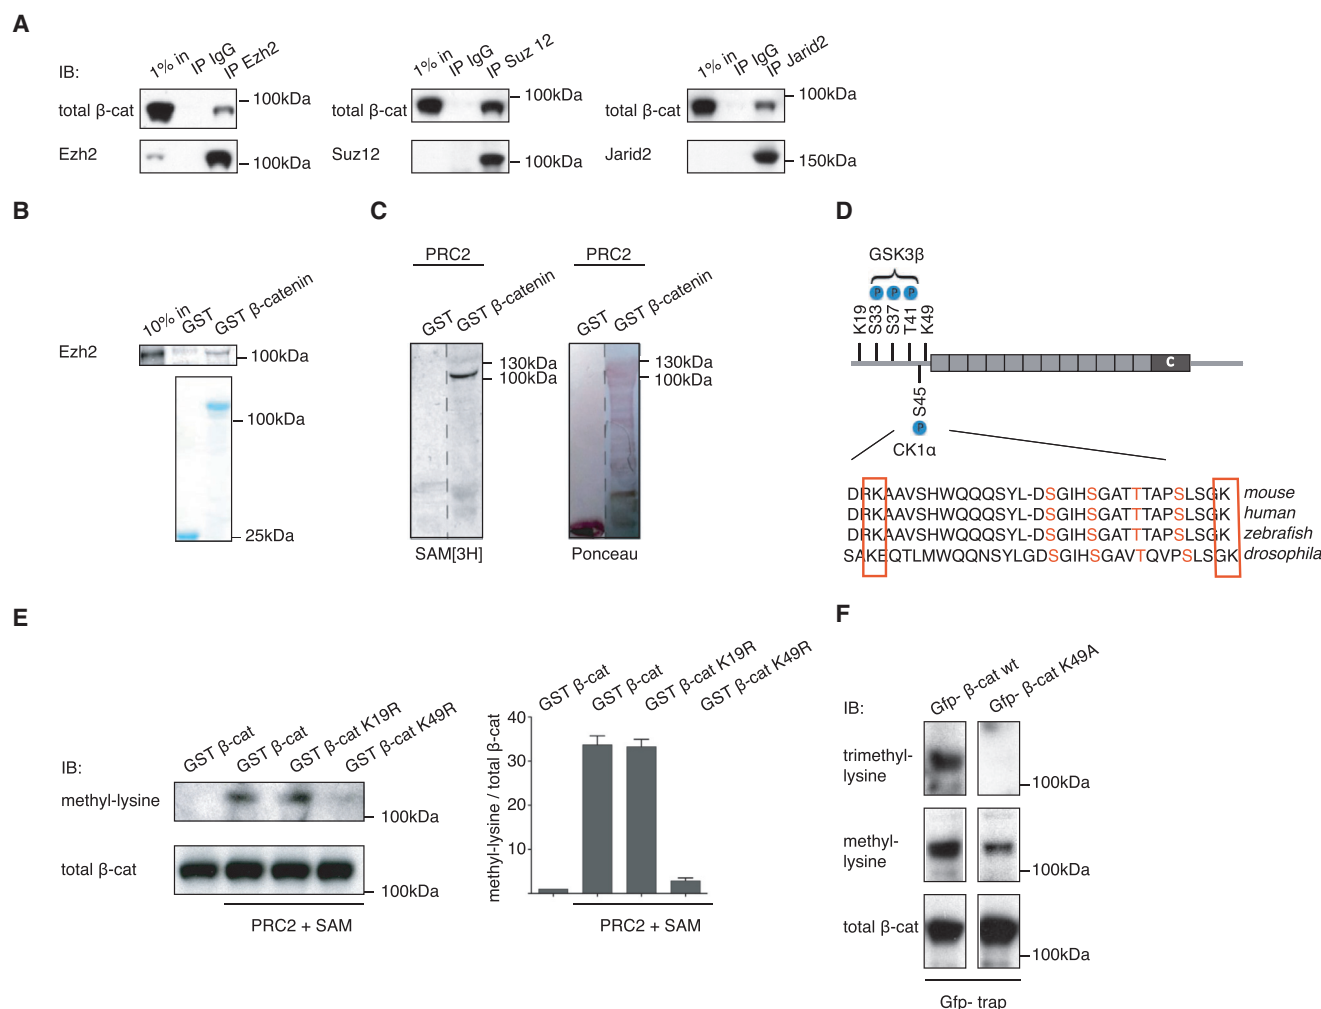 A
IB:
1% in
IP IgG
IP Ezh2
total β-cat
100kDa
Ezh2
100kDa
1% in
IP IgG
IP Suz 12
total β-cat
100kDa
Suz12
100kDa
1% in
IP IgG
IP Jarid2
total β-cat
100kDa
Jarid2
150kDa
B
10% in
GST
GST β-catenin
Ezh2
100kDa
100kDa
25kDa
C
PRC2
GST
GST β-catenin
130kDa
100kDa
SAM[3H]
PRC2
GST
GST β-catenin
130kDa
100kDa
Ponceau
D
GSK3β
P P P
K19
S33
S37
T41
K49
C
S45
P
CK1α
DRKAAVSHWQQQSYL-DSGIHSGATTTAPSLSGK mouse
DRKAAVSHWQQQSYL-DSGIHSGATTTAPSLSGK human
DRKAAVSHWQQQSYL-DSGIHSGATTTAPSLSGK zebrafish
SAKEQTLMWQQNSYLGDSGIHSGAVTQVPSLSGK drosophila
E
IB:
GST β-cat
GST β-cat
GST β-cat K19R
GST β-cat K49R
methyl-lysine
100kDa
total β-cat
100kDa
PRC2 + SAM
GST β-cat
GST β-cat
GST β-cat K19R
GST β-cat K49R
methyl-lysine / total β-cat
40
30
20
10
PRC2 + SAM
F
IB:
Gfp- β-cat wt
Gfp- β-cat K49A
trimethyl-
lysine
100kDa
methyl-
lysine
100kDa
total β-cat
100kDa
Gfp- trap